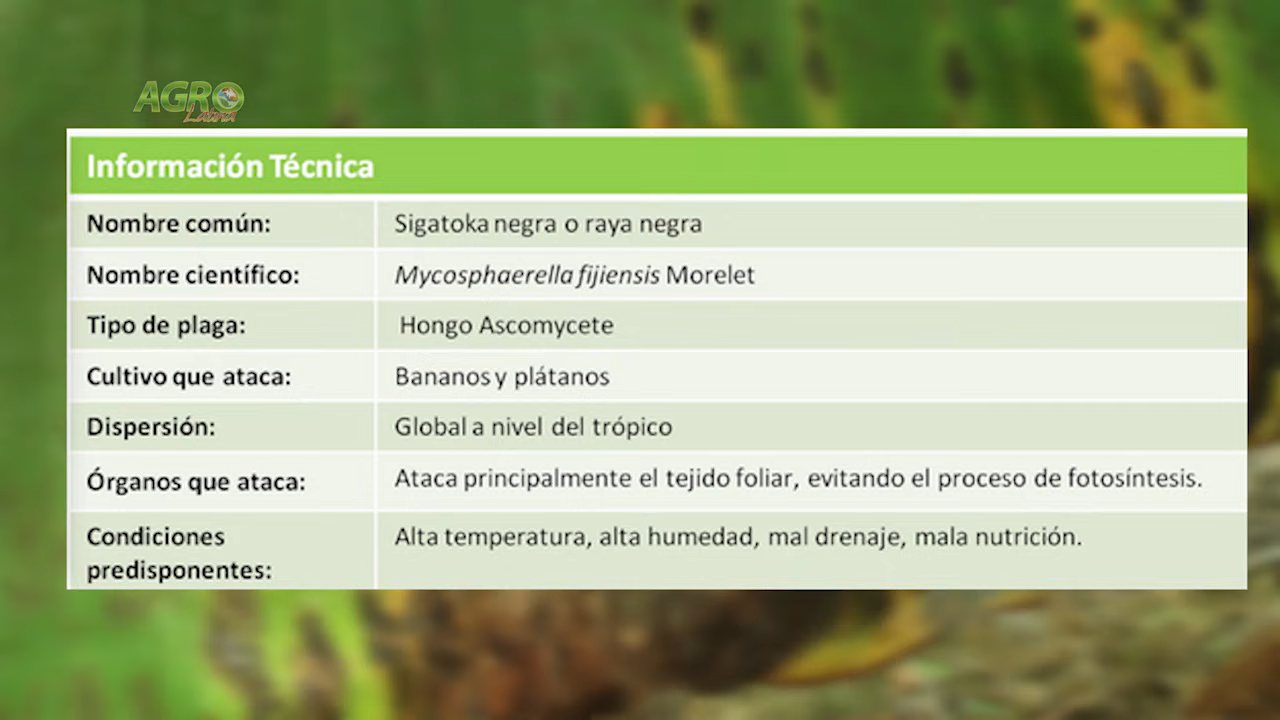 AGRO
Latina
Información Técnica
Nombre común: Sigatoka negra o raya negra
Nombre científico: Mycosphaerella fijiensis Morelet
Tipo de plaga: Hongo Ascomycete
Cultivo que ataca: Bananos y plátanos
Dispersión: Global a nivel del trópico
Órganos que ataca: Ataca principalmente el tejido foliar, evitando el proceso de fotosíntesis.
Condiciones predisponentes: Alta temperatura, alta humedad, mal drenaje, mala nutrición.